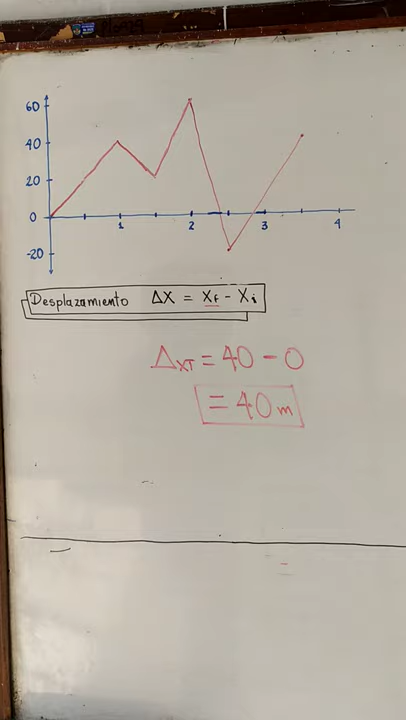 60
40
20
0
-20
1 2 3 4
Desplazamiento ΔX = Xf - Xi
ΔXT = 40 - 0
= 40 m